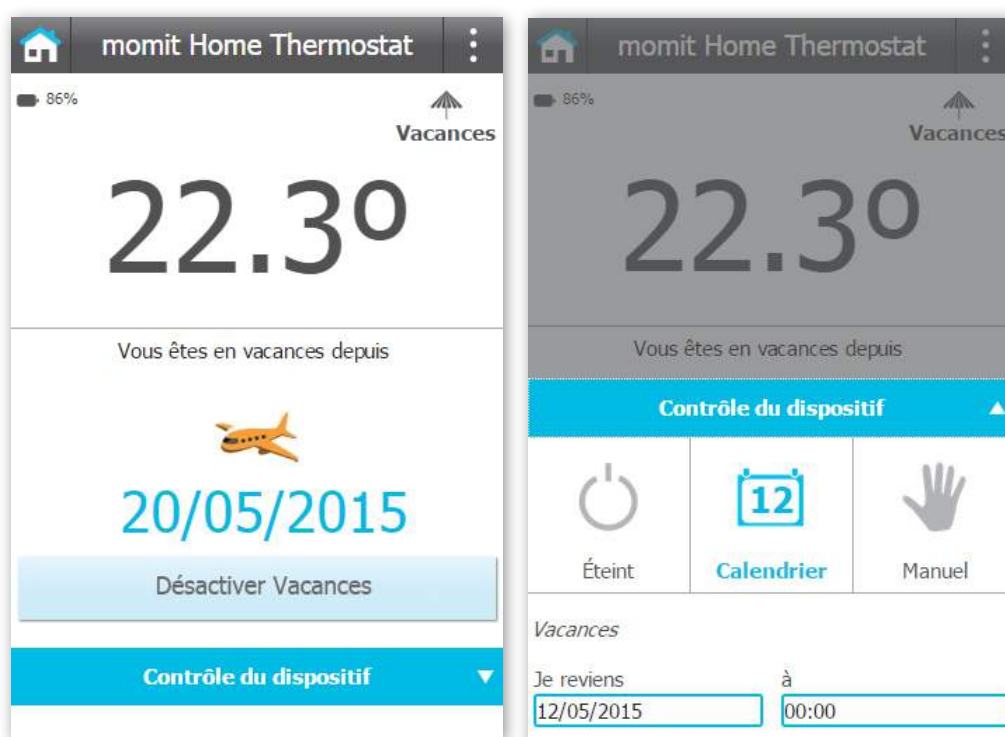 momit Home Thermostat
86%
Vacances
22.3º
Vous êtes en vacances depuis
20/05/2015
Désactiver Vacances
Contrôle du dispositif
momit Home Thermostat
86%
Vacances
22.3º
Vous êtes en vacances depuis
Contrôle du dispositif
12
Éteint Calendrier Manuel
Vacances
Je reviens à
12/05/2015 00:00